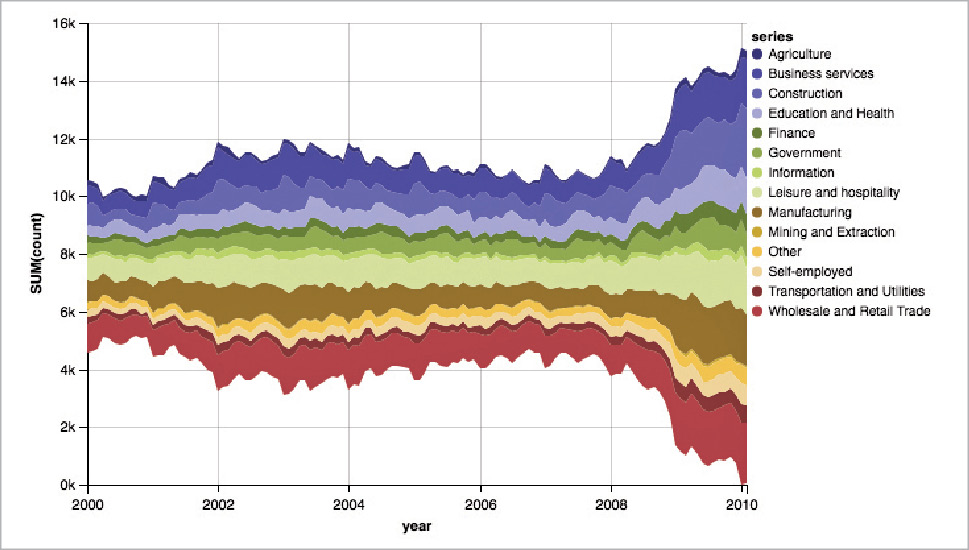 16k
14k
12k
10k
8k
6k
4k
2k
0k
SUM(count)
2000
2002
2004
2006
2008
2010
year
series
Agriculture
Business services
Construction
Education and Health
Finance
Government
Information
Leisure and hospitality
Manufacturing
Mining and Extraction
Other
Self-employed
Transportation and Utilities
Wholesale and Retail Trade